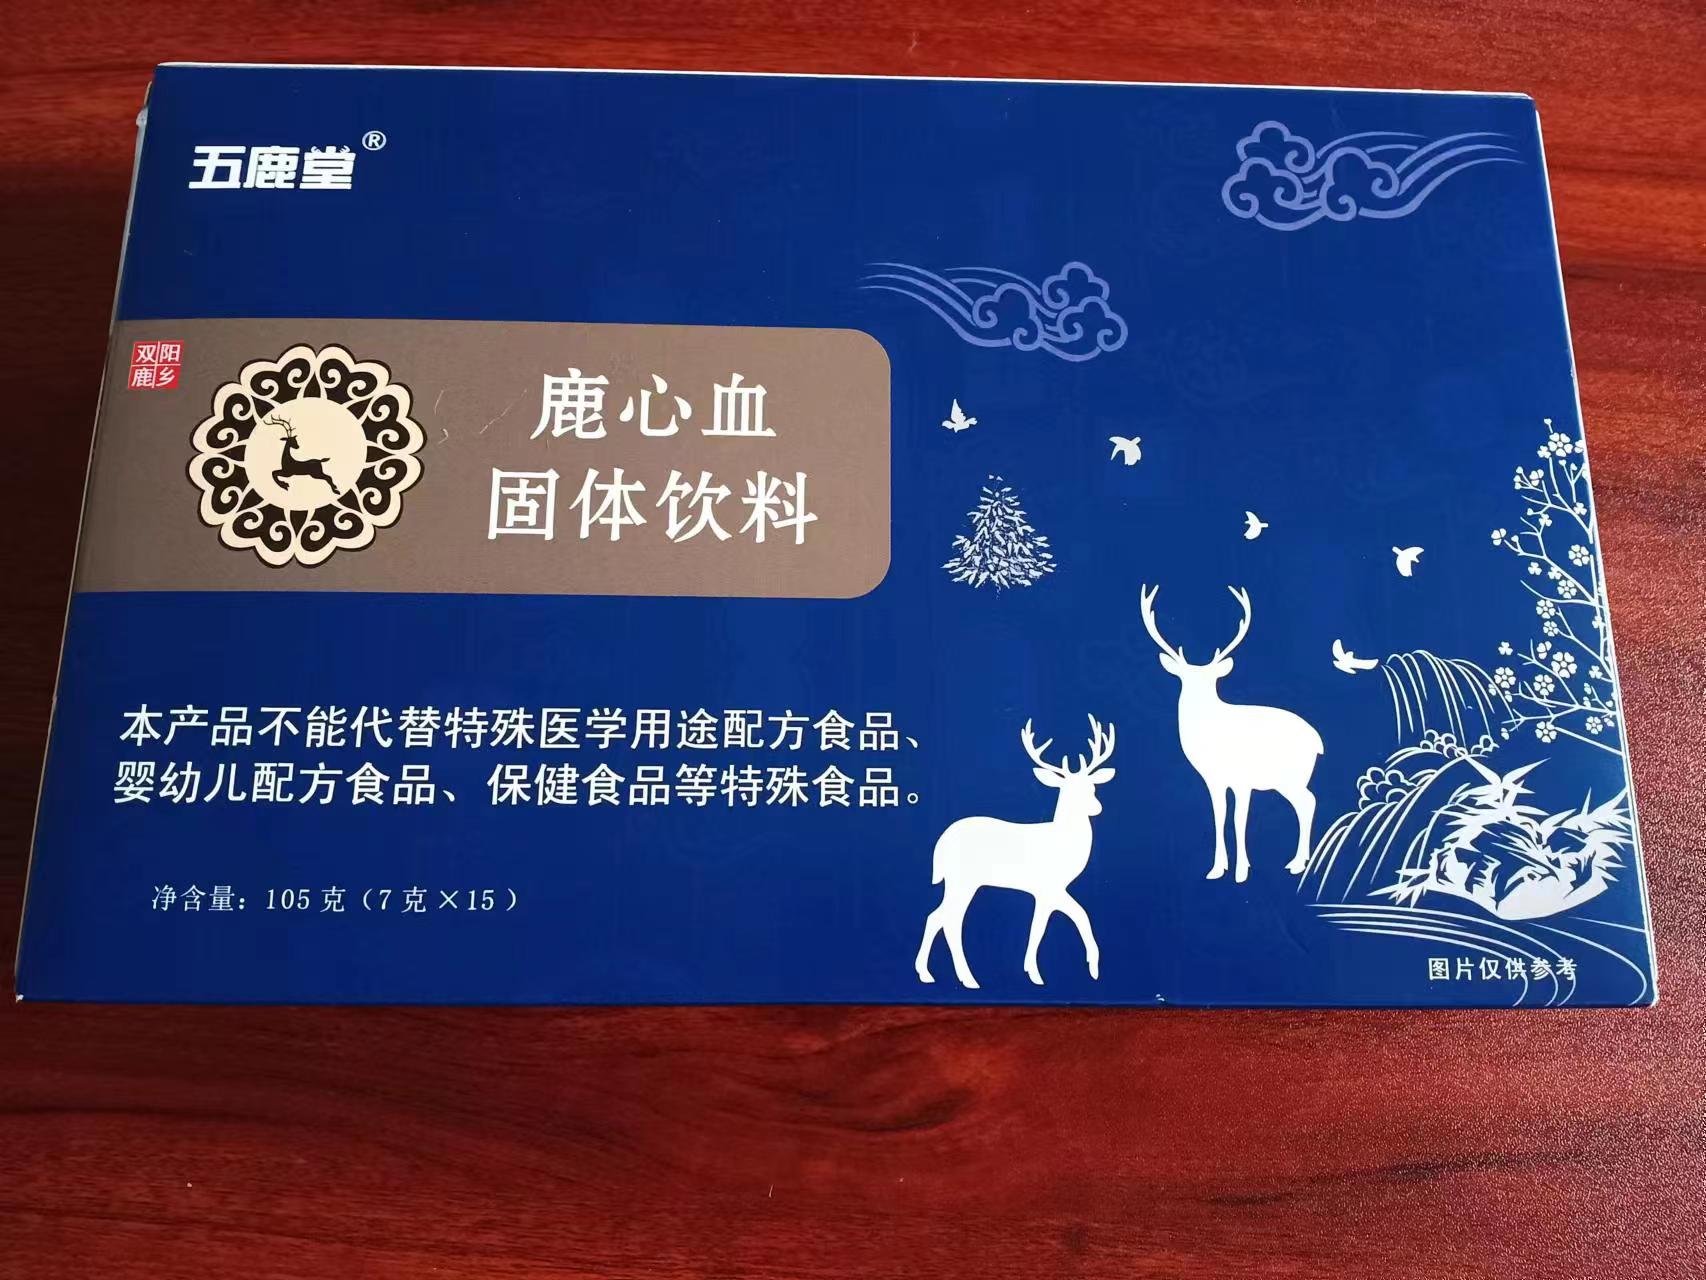 五鹿堂®
双阳
鹿乡
鹿心血
固体饮料
本产品不能代替特殊医学用途配方食品、
婴幼儿配方食品、保健食品等特殊食品。
净含量：105克（7克×15）
图片仅供参考